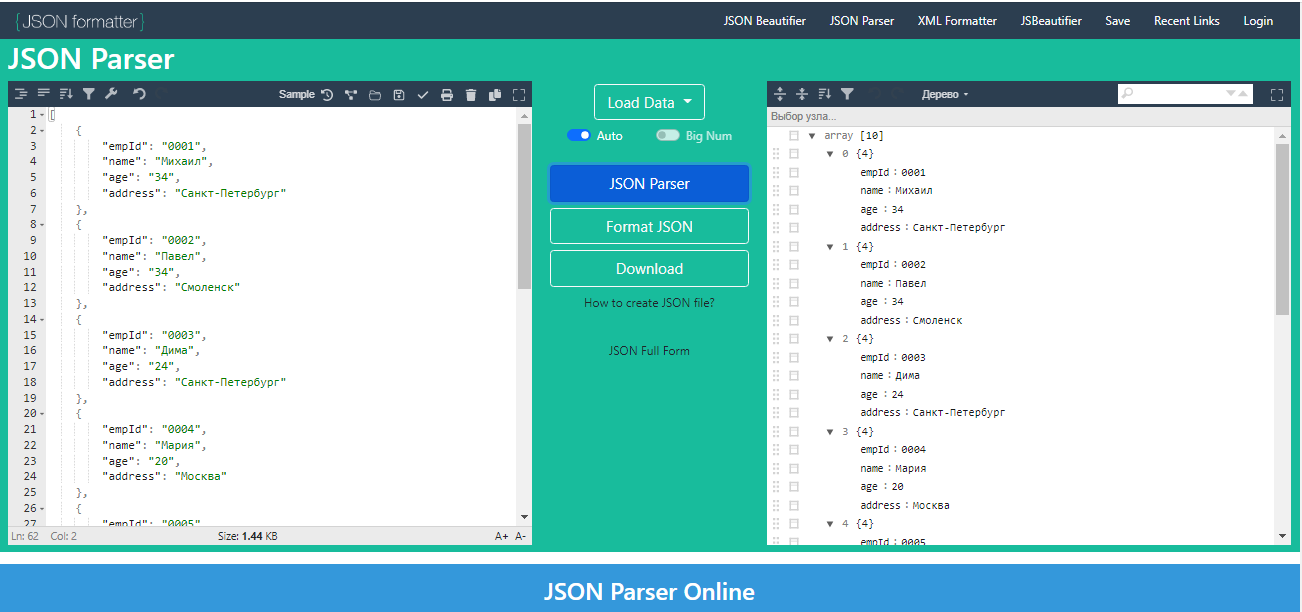 {JSON formatter}
JSON Beautifier JSON Parser XML Formatter JSBeautifier Save Recent Links Login
JSON Parser
Sample
1 [
2 {
3 "empId": "0001",
4 "name": "Михаил",
5 "age": "34",
6 "address": "Санкт-Петербург"
7 },
8 {
9 "empId": "0002",
10 "name": "Павел",
11 "age": "34",
12 "address": "Смоленск"
13 },
14 {
15 "empId": "0003",
16 "name": "Дима",
17 "age": "24",
18 "address": "Санкт-Петербург"
19 },
20 {
21 "empId": "0004",
22 "name": "Мария",
23 "age": "20",
24 "address": "Москва"
25 },
26 {
27 "empId": "0005"
Ln: 62 Col: 2 Size: 1.44 KB A+ A-
Load Data
Auto Big Num
JSON Parser
Format JSON
Download
How to create JSON file?
JSON Full Form
Дерево
Выбор узла...
array [10]
0 {4}
empId : 0001
name : Михаил
age : 34
address : Санкт-Петербург
1 {4}
empId : 0002
name : Павел
age : 34
address : Смоленск
2 {4}
empId : 0003
name : Дима
age : 24
address : Санкт-Петербург
3 {4}
empId : 0004
name : Мария
age : 20
address : Москва
4 {4}
empId : 0005
JSON Parser Online